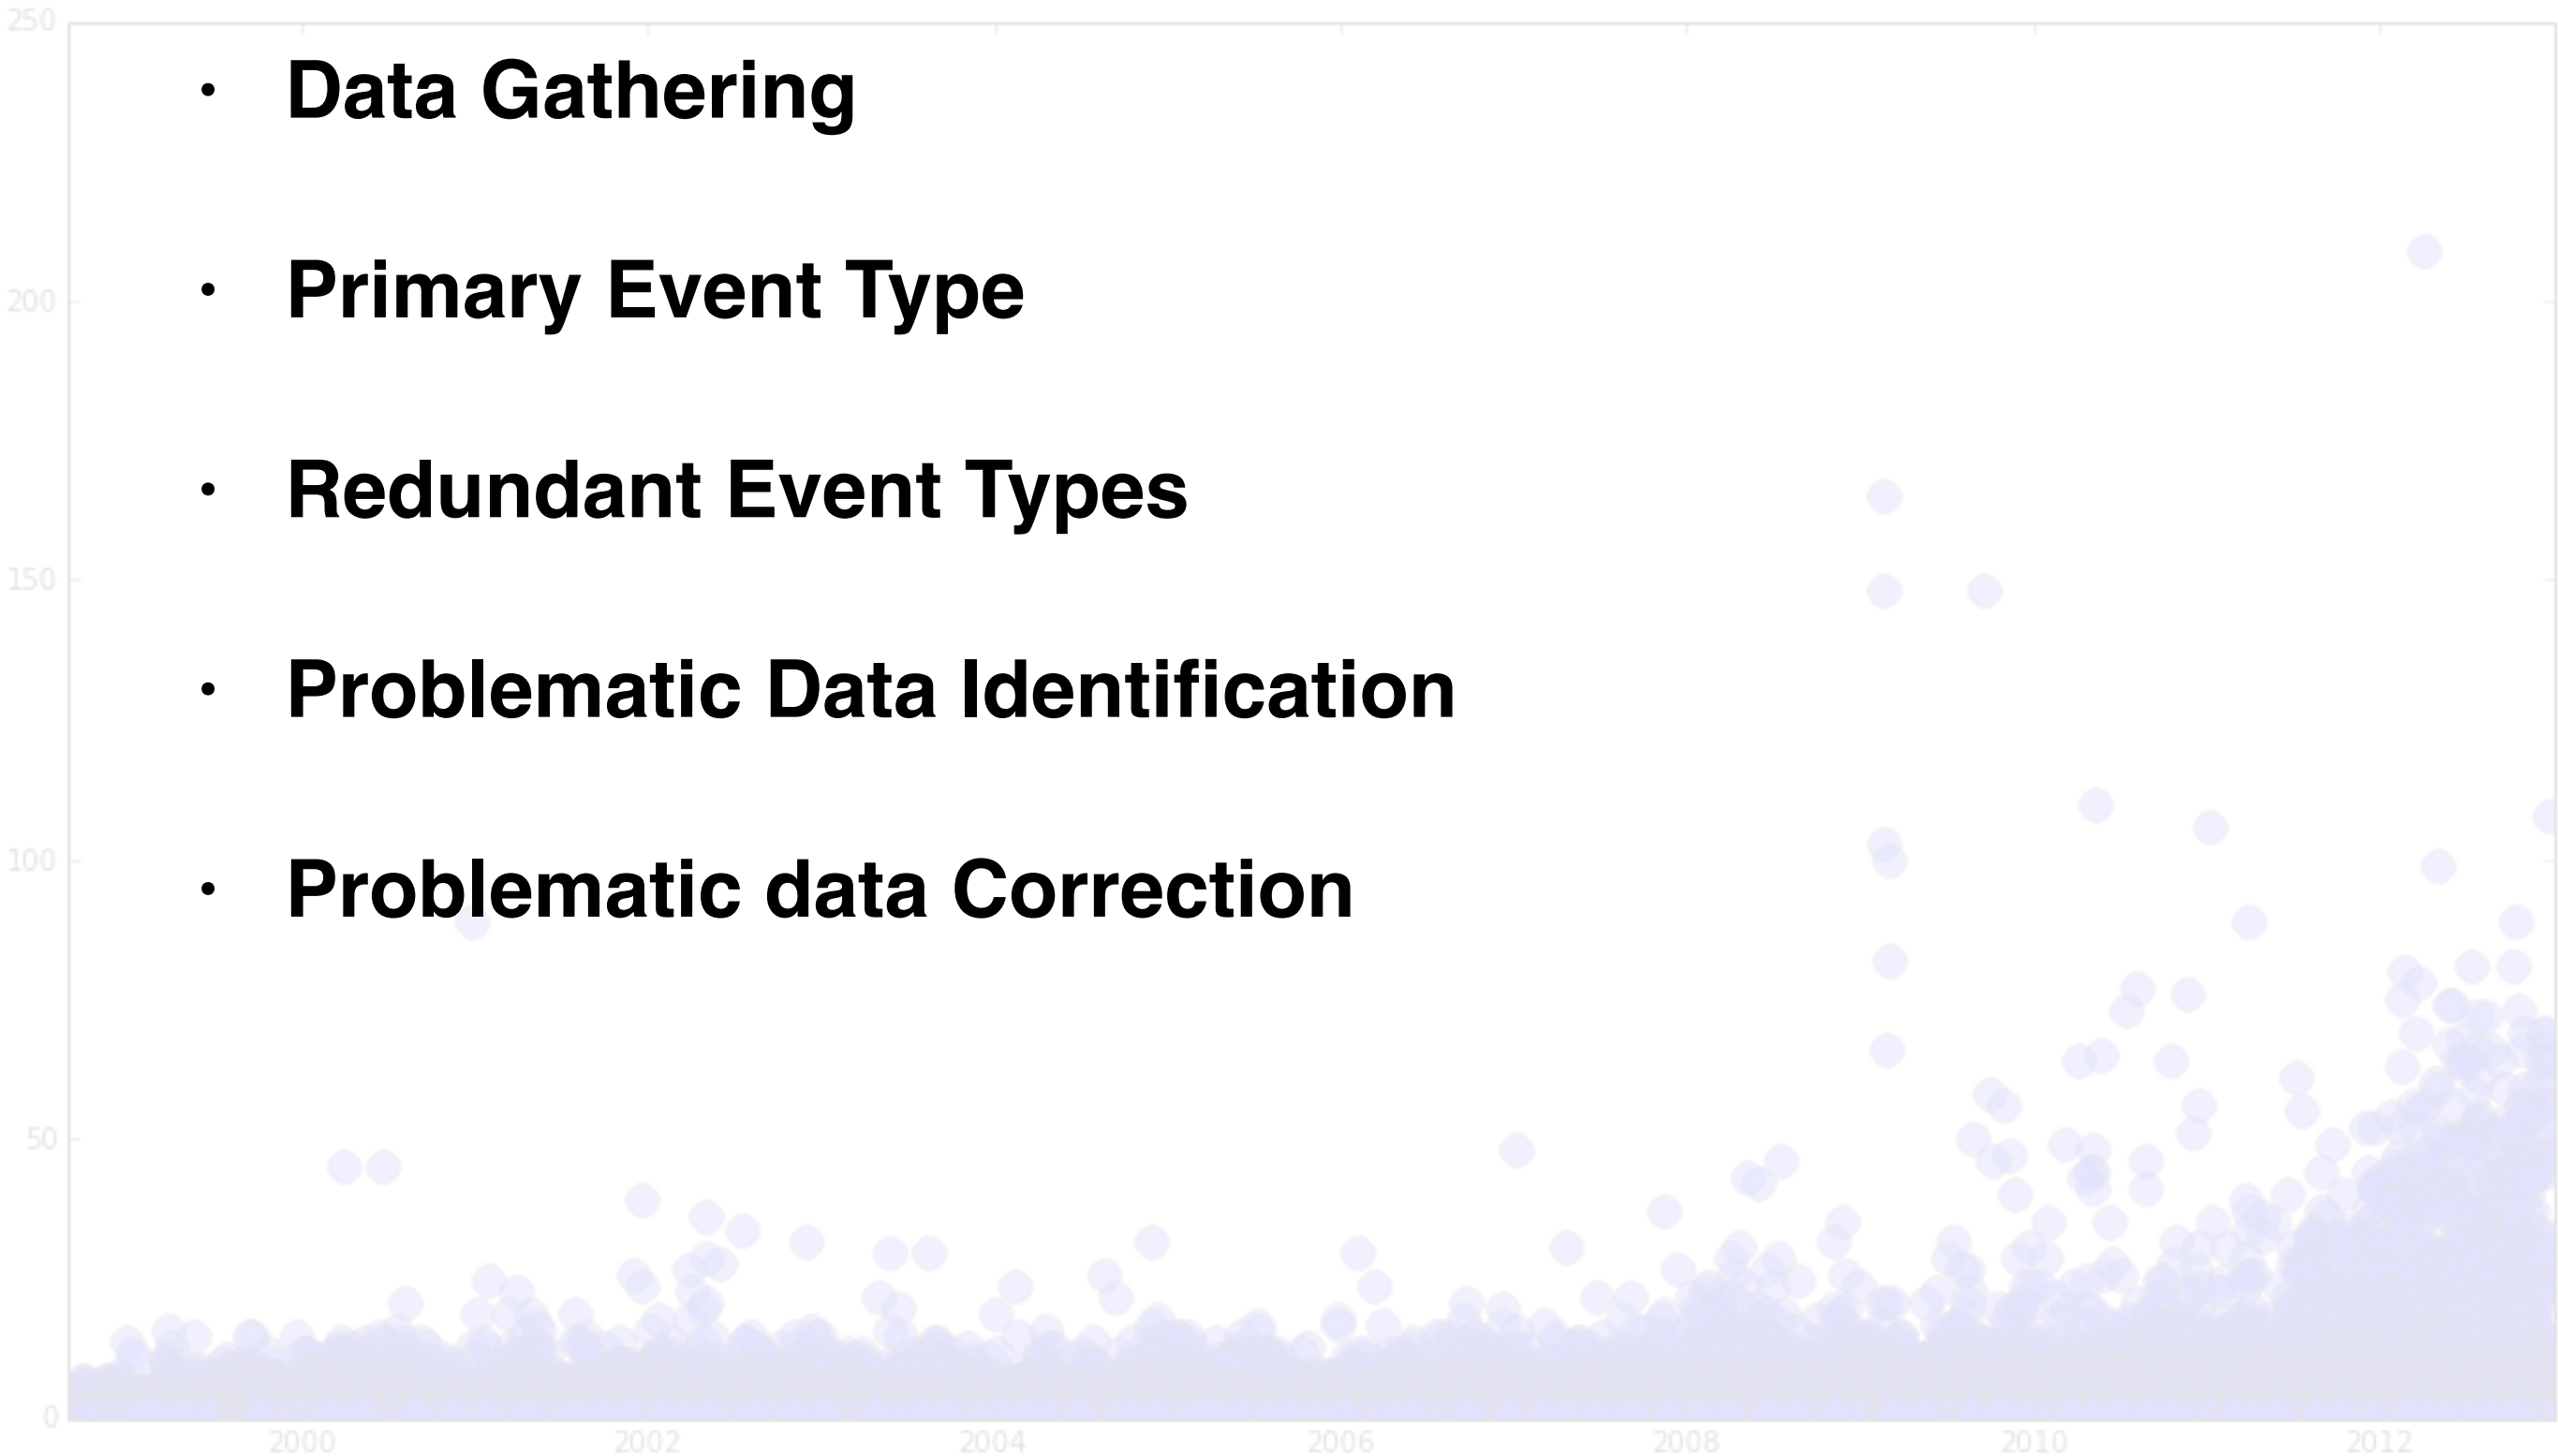 250
• Data Gathering
• Primary Event Type
200
• Redundant Event Types
150
• Problematic Data Identification
100
• Problematic data Correction
50
0
2000 2002 2004 2006 2008 2010 2012